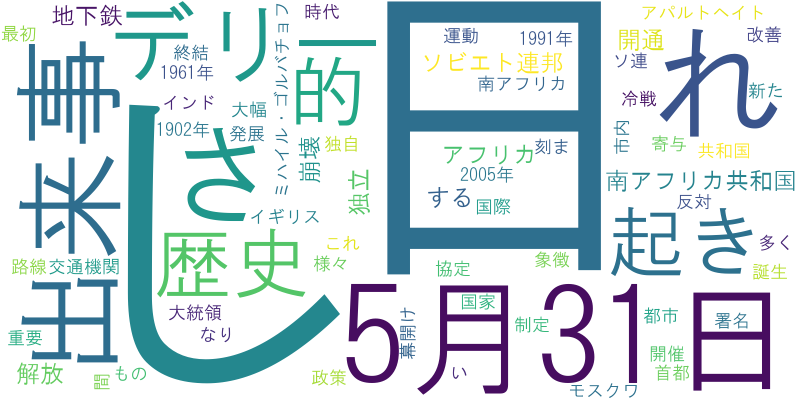 最初
地下鉄
時代
デリー
終結
1961年
インド
1902年
大幅
発展
ミハイル・ゴルバチョフ
出来事
的
し
さ
日
れ
運動
1991年
ソビエト連邦
南アフリカ
アパルトヘイト
開通
改善
ソ連
冷戦
新た
市内
寄与
共和国
アフリカ
刻ま
2005年
する
国際
南アフリカ共和国
反対
崩壊
独自
独立
イギリス
これ
様々
歴史
起き
多く
誕生
路線
交通機関
大統領
なり
重要
解放
間
もの
協定
象徴
5月31日
国家
制定
幕開け
い
政策
モスクワ
都市
署名
開催
首都